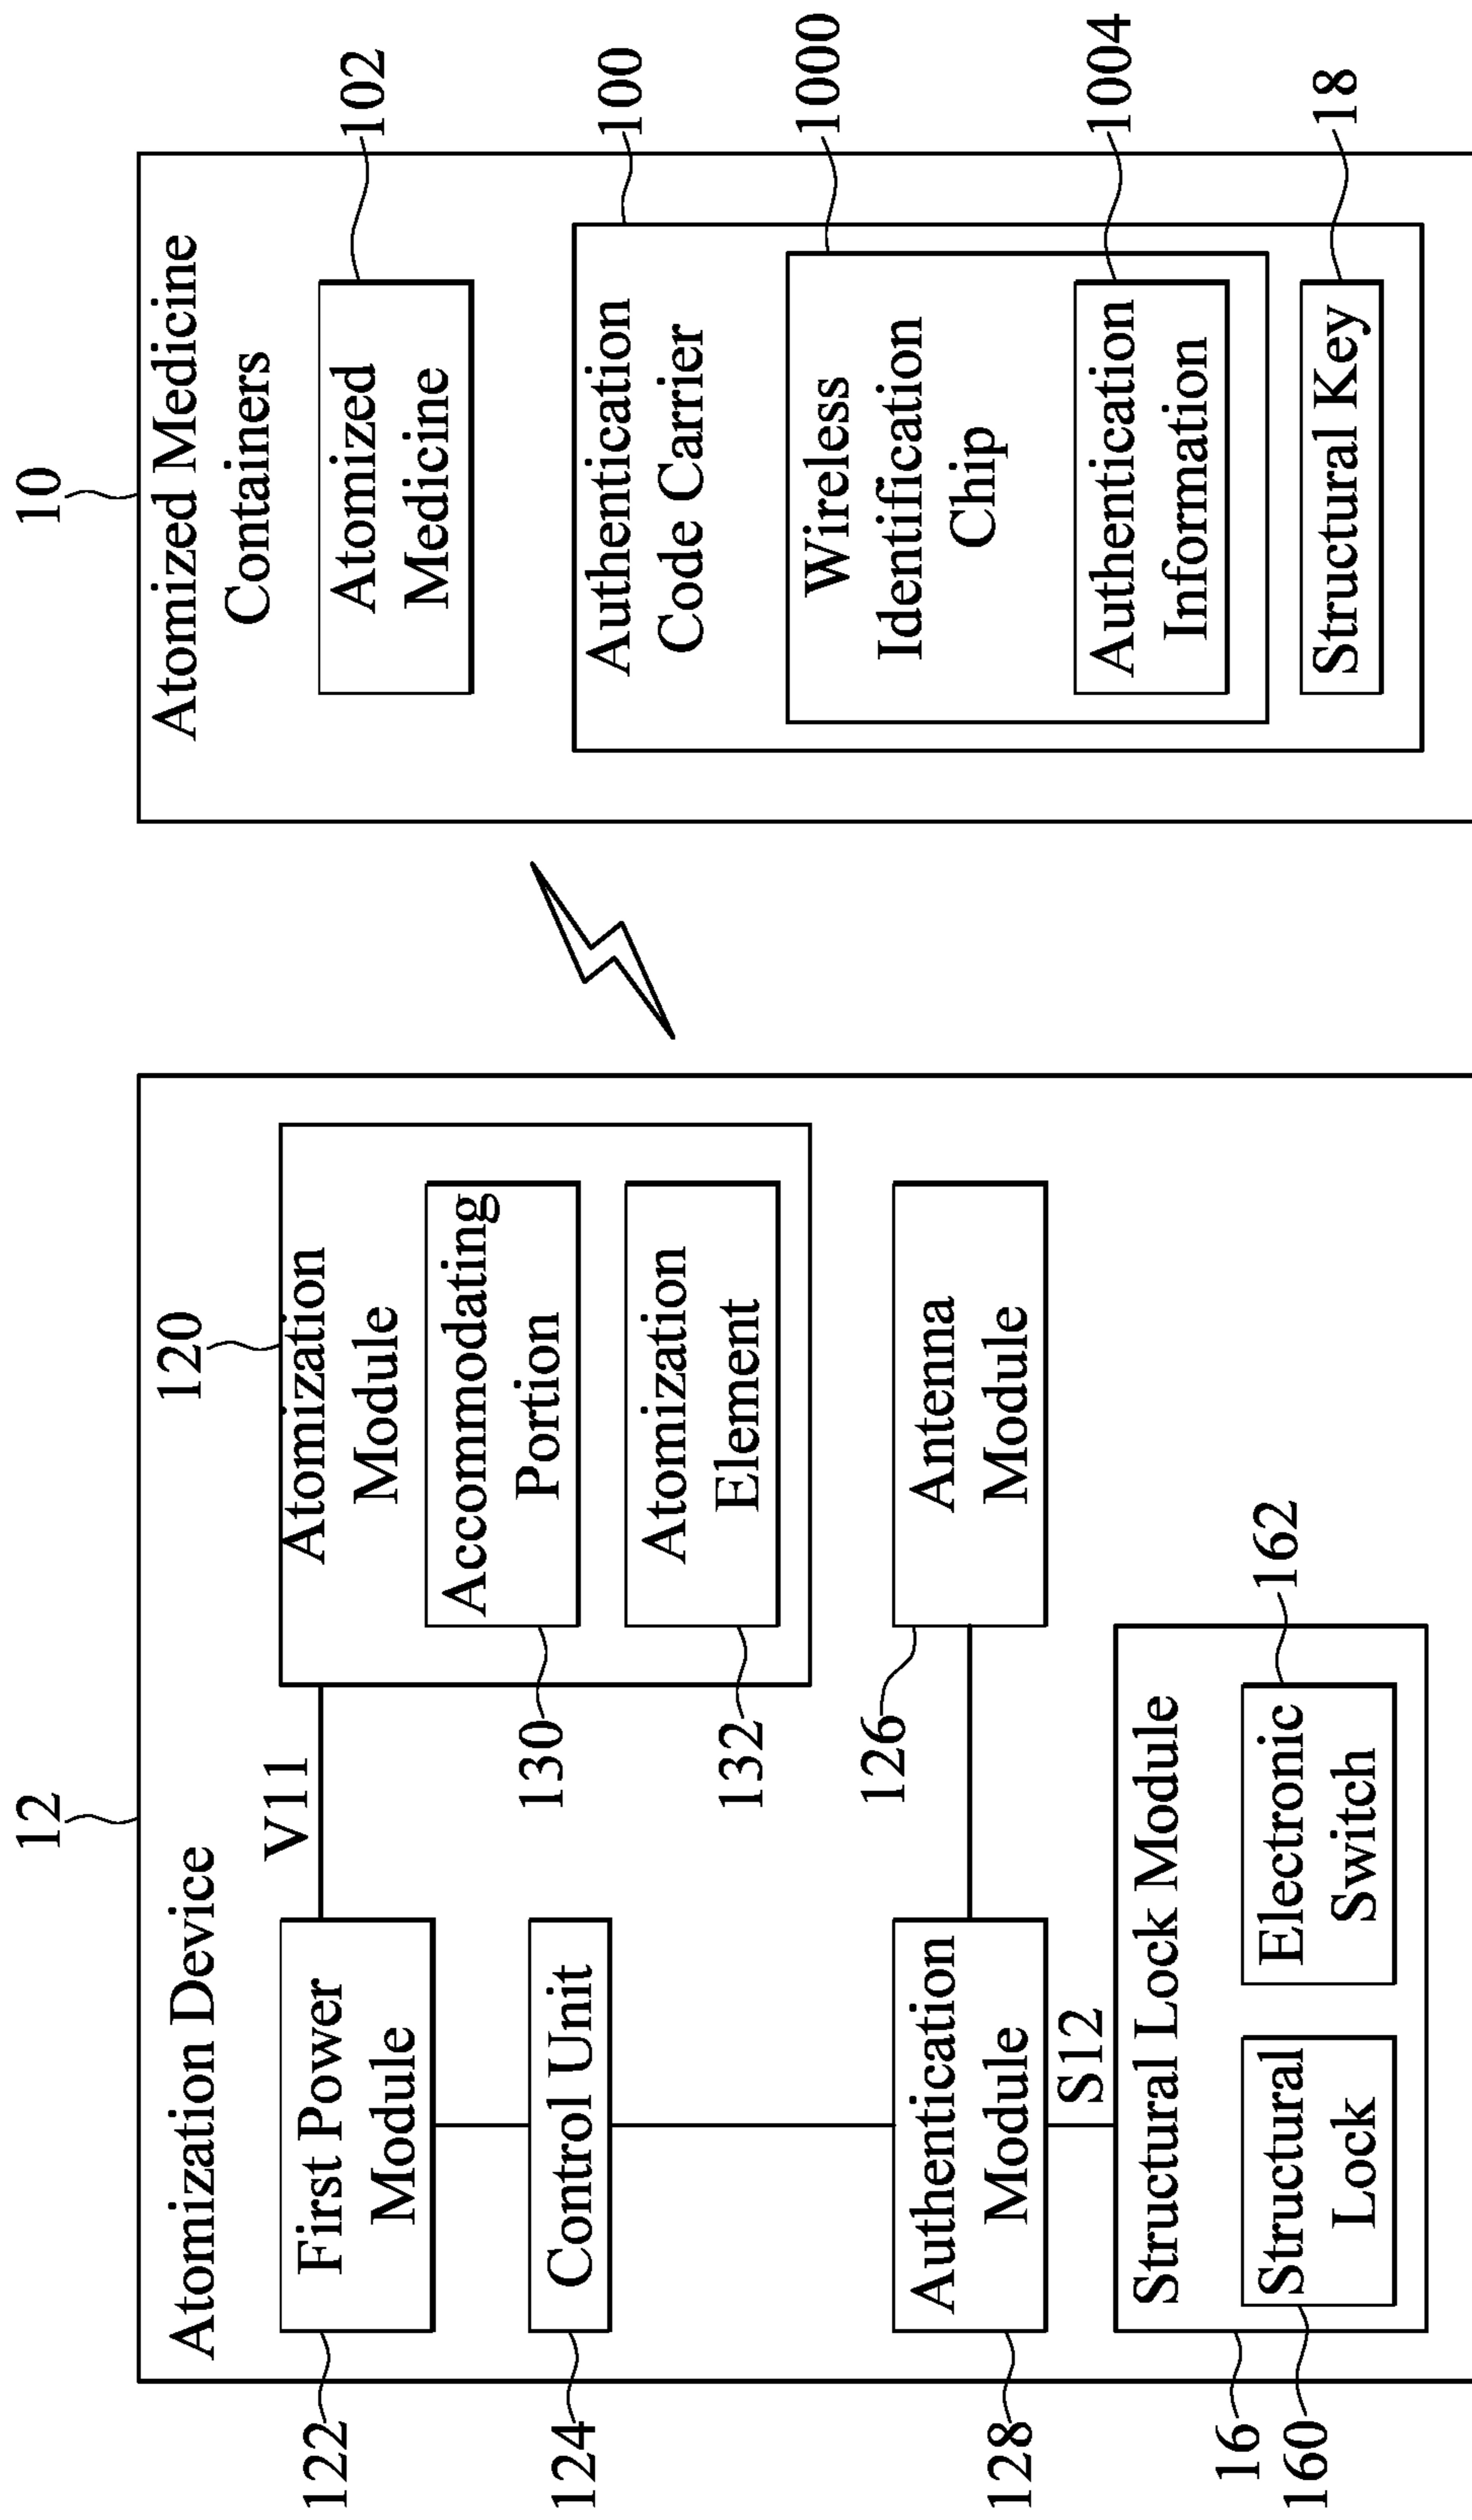 12
10
Atomization Device
120
122
First Power
Module
V11
Atomization
Module
Accommodating
Portion
130
Atomization
Element
132
124
Control Unit
126
Antenna
Module
128
Authentication
Module
S12
16
Structural Lock Module
162
160
Structural
Lock
Electronic
Switch
Atomized Medicine
Containers
102
Atomized
Medicine
100
Authentication
Code Carrier
1000
Wireless
Identification
Chip
1004
Authentication
Information
18
Structural Key